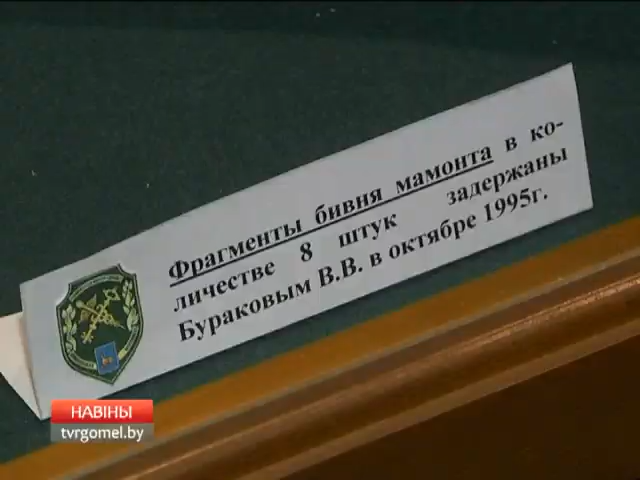 Фрагменты бивня мамонта в ко-
личестве 8 штук задержаны
Бураковым В.В. в октябре 1995г.
НАВІНЫ
tvrgomel.by